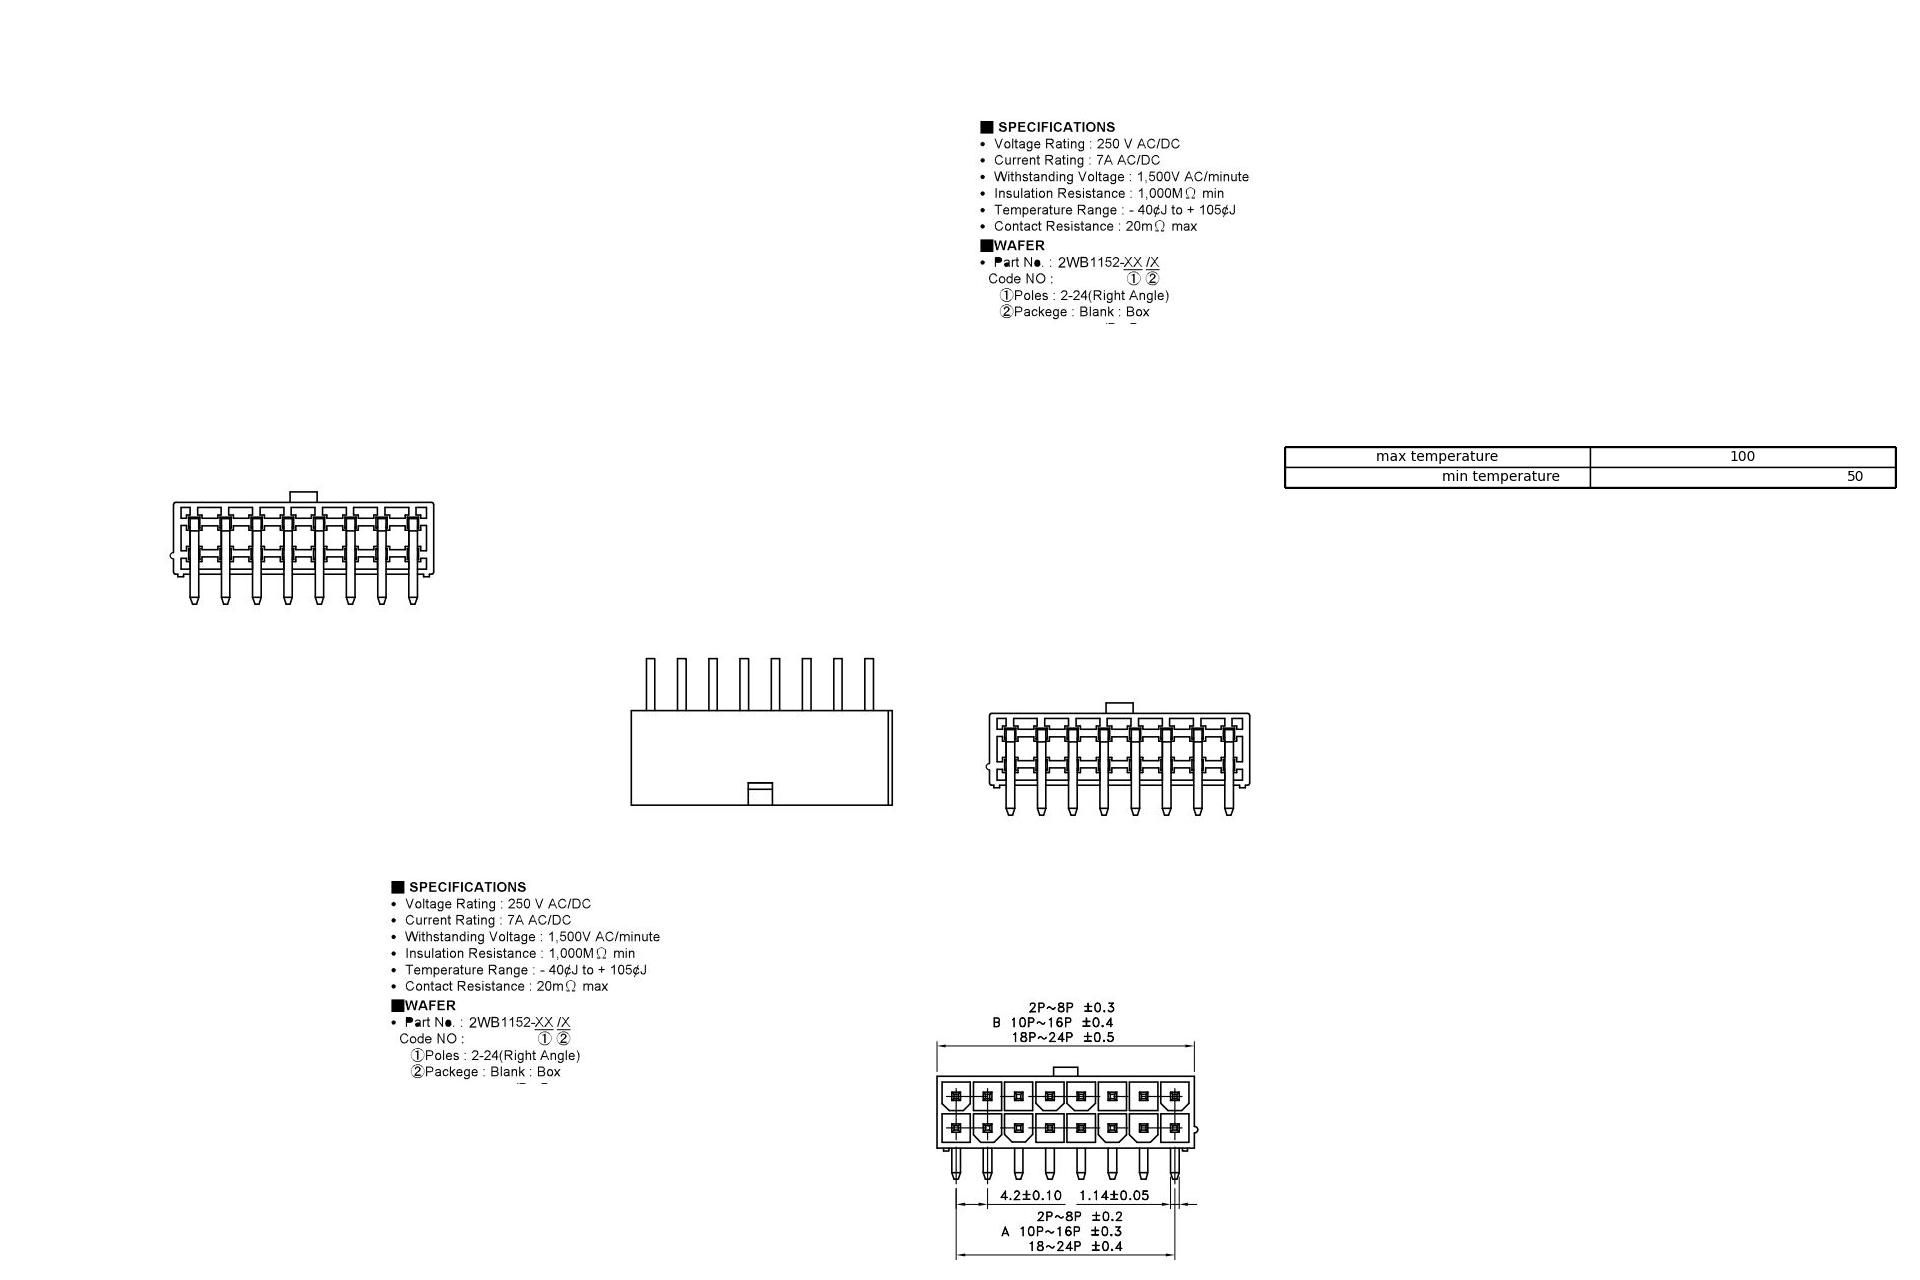 ■ SPECIFICATIONS
• Voltage Rating : 250 V AC/DC
• Current Rating : 7A AC/DC
• Withstanding Voltage : 1,500V AC/minute
• Insulation Resistance : 1,000MΩ min
• Temperature Range : - 40¢J to + 105¢J
• Contact Resistance : 20mΩ max
■WAFER
• Part No. : 2WB1152-XX /X
Code NO : ① ②
①Poles : 2-24(Right Angle)
②Packege : Blank : Box
max temperature 100
min temperature 50
■ SPECIFICATIONS
• Voltage Rating : 250 V AC/DC
• Current Rating : 7A AC/DC
• Withstanding Voltage : 1,500V AC/minute
• Insulation Resistance : 1,000MΩ min
• Temperature Range : - 40¢J to + 105¢J
• Contact Resistance : 20mΩ max
■WAFER
• Part No. : 2WB1152-XX /X
Code NO : ① ②
①Poles : 2-24(Right Angle)
②Packege : Blank : Box
2P~8P ±0.3
B 10P~16P ±0.4
18P~24P ±0.5
4.2±0.10 1.14±0.05
2P~8P ±0.2
A 10P~16P ±0.3
18~24P ±0.4